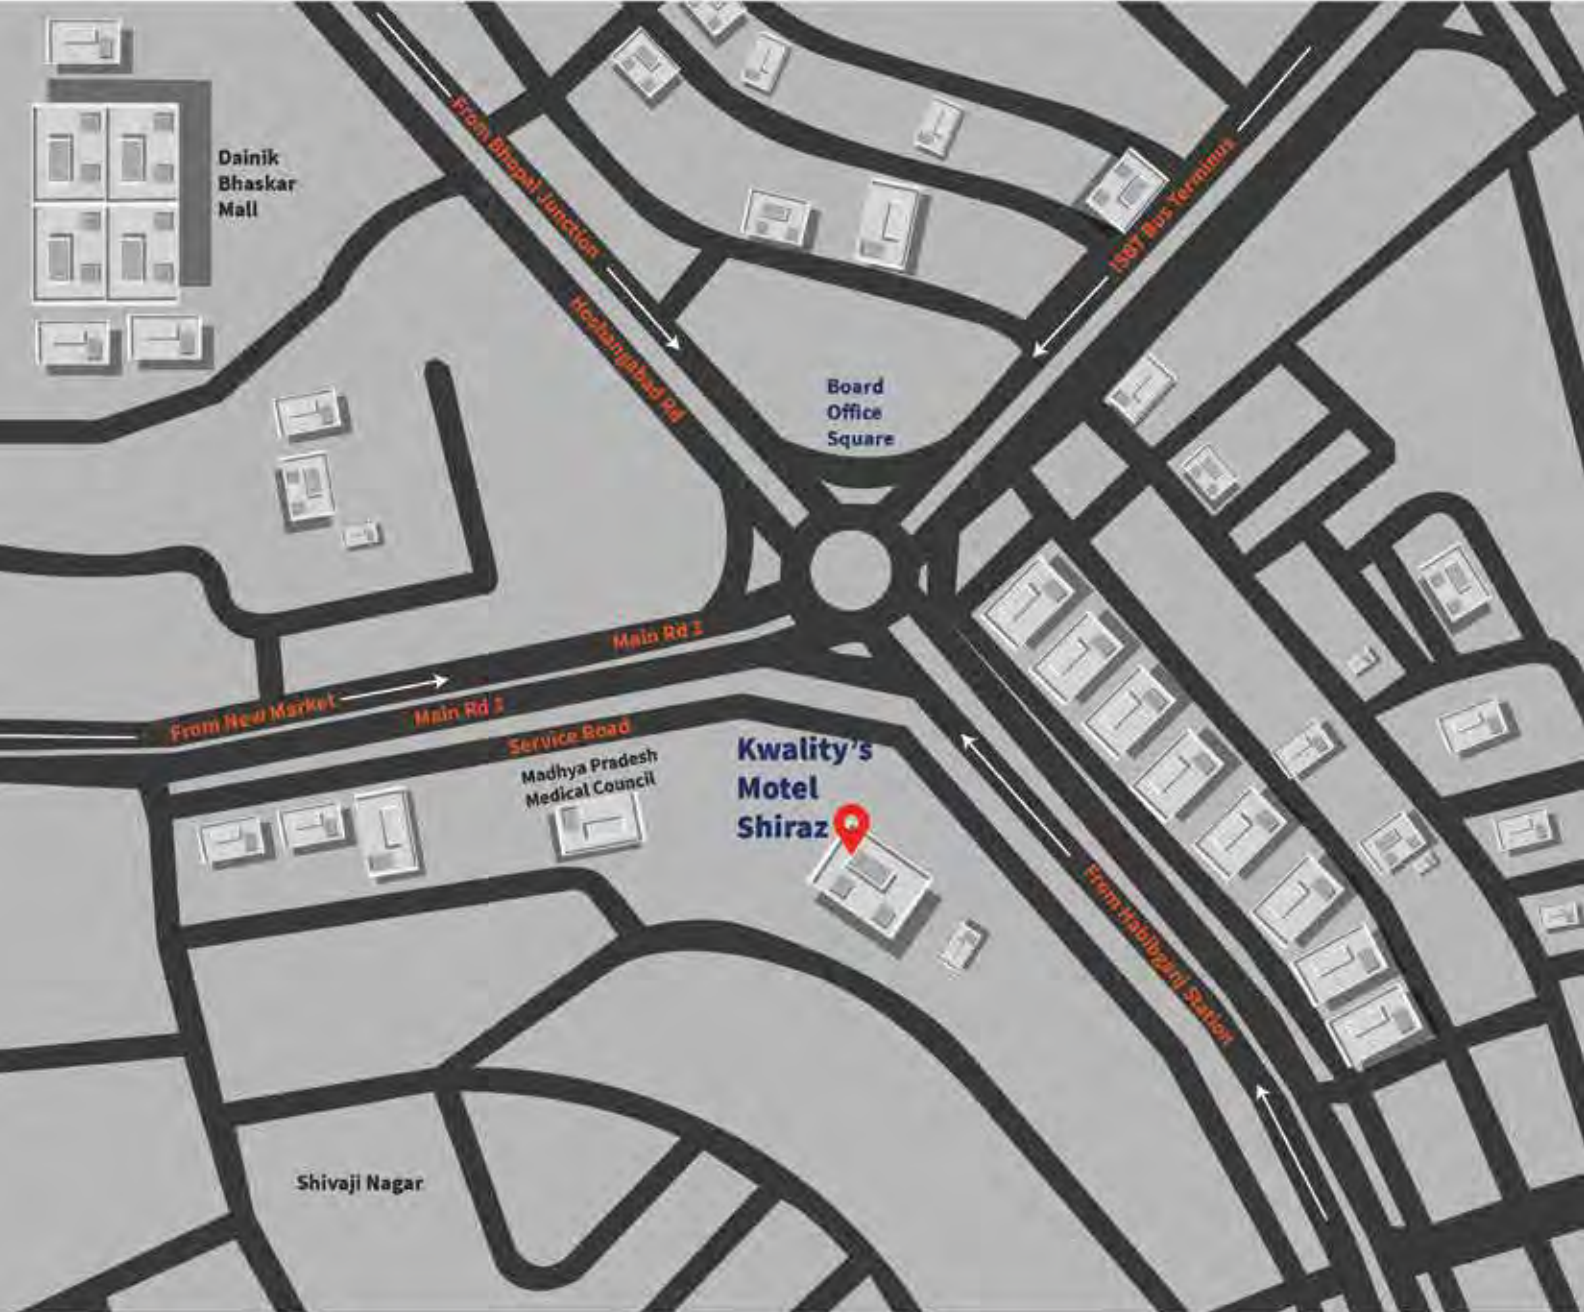 Dainik
Bhaskar
Mall
From Bhopal Junction
Hoshangabad Rd
ISBT Bus Terminus
Board
Office
Square
Main Rd 1
From New Market
Main Rd 1
Service Road
Madhya Pradesh
Medical Council
Kwality's
Motel
Shiraz
From Habibganj Station
Shivaji Nagar